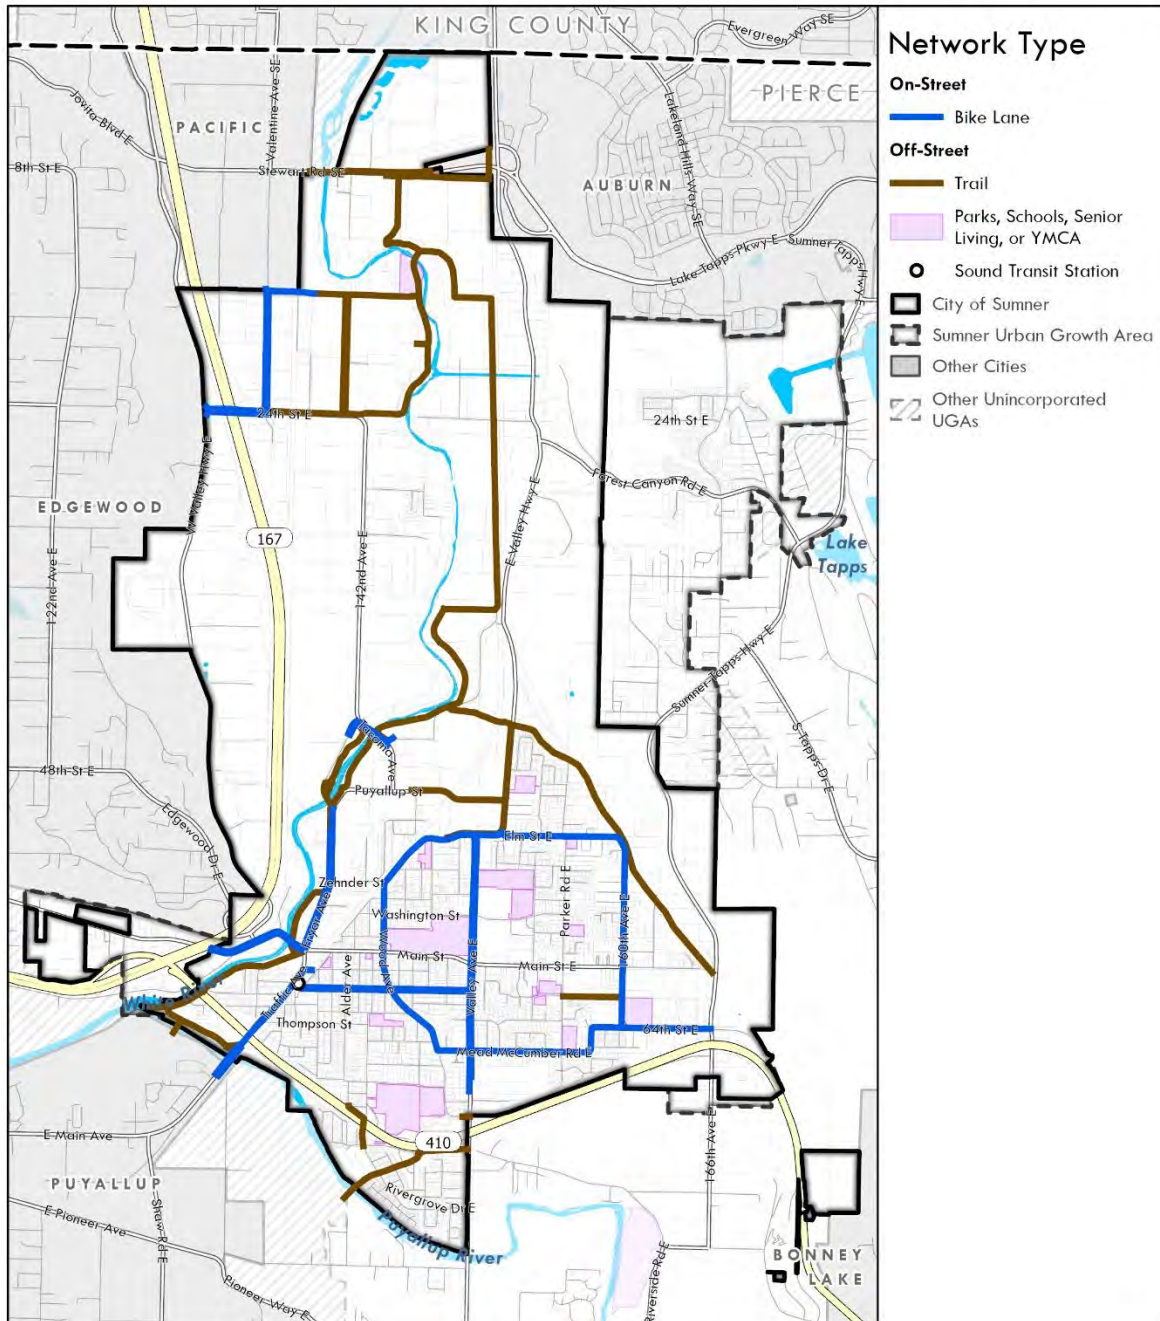 KING COUNTY
Evergreen Way SE
PIERCE
Jovita Blvd E
Valentine Ave SE
PACIFIC
Lakeland Hills Way SE
8th St E
Stewart Rd SE
AUBURN
Lake Tapps Pkwy E
Sumner Tapps Hwy E
24th St E
24th St E
W Valley Hwy E
E Valley Hwy E
Forest Canyon Rd E
EDGEWOOD
167
122nd Ave E
142nd Ave E
Lake
Tapps
Sumner Tapps Hwy E
S Tapps Dr E
Tacoma Ave
48th St E
Puyallup St
Edgewood Dr E
Elm St E
Zehnder St
Parker Rd E
160th Ave E
Washington St
Fryar Ave
Wood Ave
Main St
Main St E
Alder Ave
Valley Ave E
Traffic Ave
White River
Thompson St
64th St E
Mead McCumber Rd E
E Main Ave
410
166th Ave E
PUYALLUP
Rivergrove Dr E
E Pioneer Ave
Shaw Rd E
Puyallup River
Riverside Rd E
BONNEY
LAKE
Pioneer Way E
Network Type
On-Street
Bike Lane
Off-Street
Trail
Parks, Schools, Senior
Living, or YMCA
Sound Transit Station
City of Sumner
Sumner Urban Growth Area
Other Cities
Other Unincorporated
UGAs